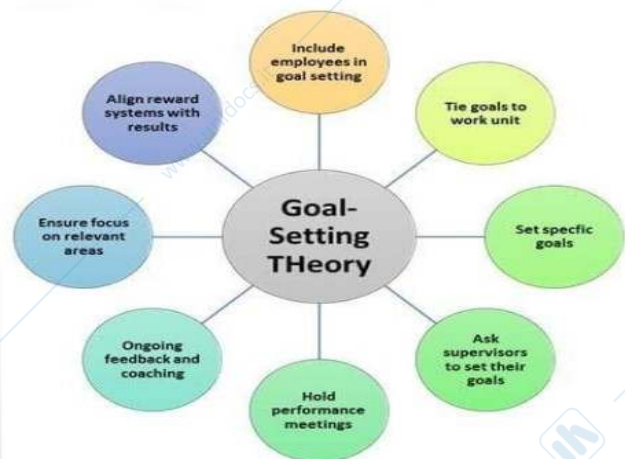 Include
employees in
goal setting
Tie goals to
work unit
Set specfic
goals
Ask
supervisors
to set their
goals
Hold
performance
meetings
Ongoing
feedback and
coaching
Ensure focus
on relevant
areas
Align reward
systems with
results
Goal-
Setting
THeory